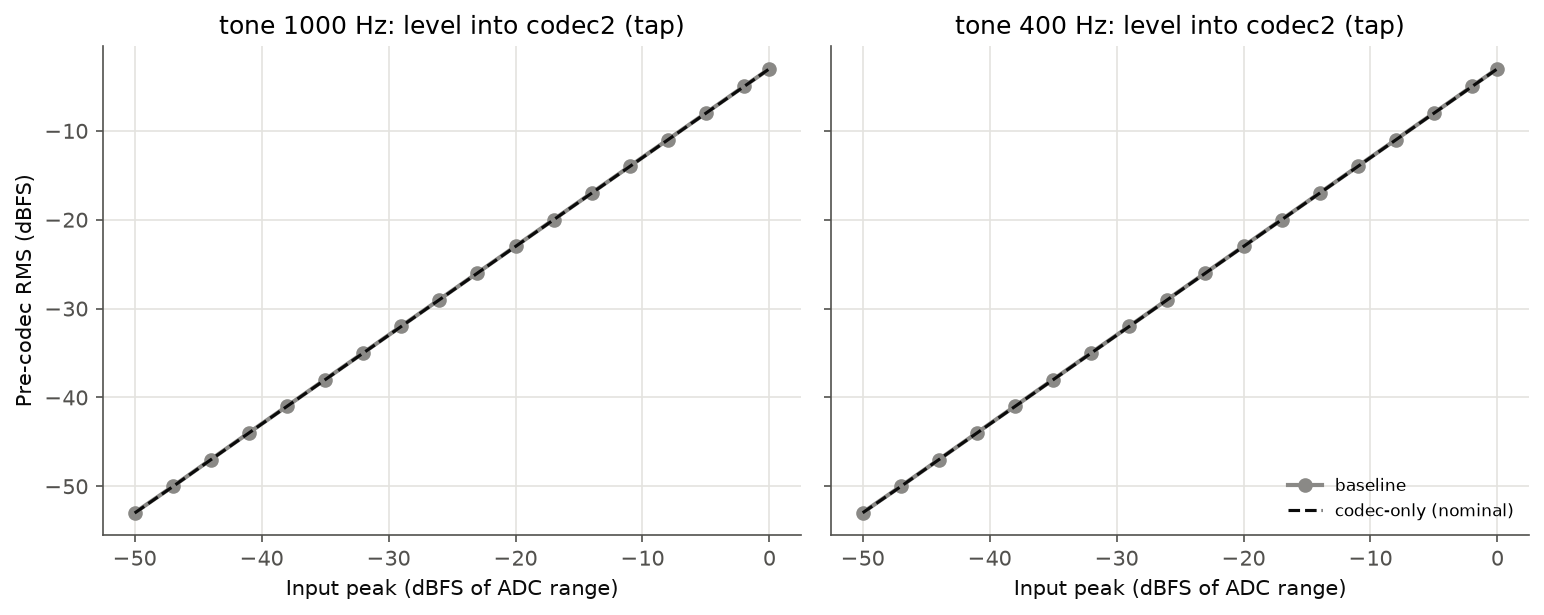 tone 1000 Hz: level into codec2 (tap)
tone 400 Hz: level into codec2 (tap)
Pre-codec RMS (dBFS)
−10
−20
−30
−40
−50
baseline
codec-only (nominal)
−50 −40 −30 −20 −10 0
−50 −40 −30 −20 −10 0
Input peak (dBFS of ADC range)
Input peak (dBFS of ADC range)